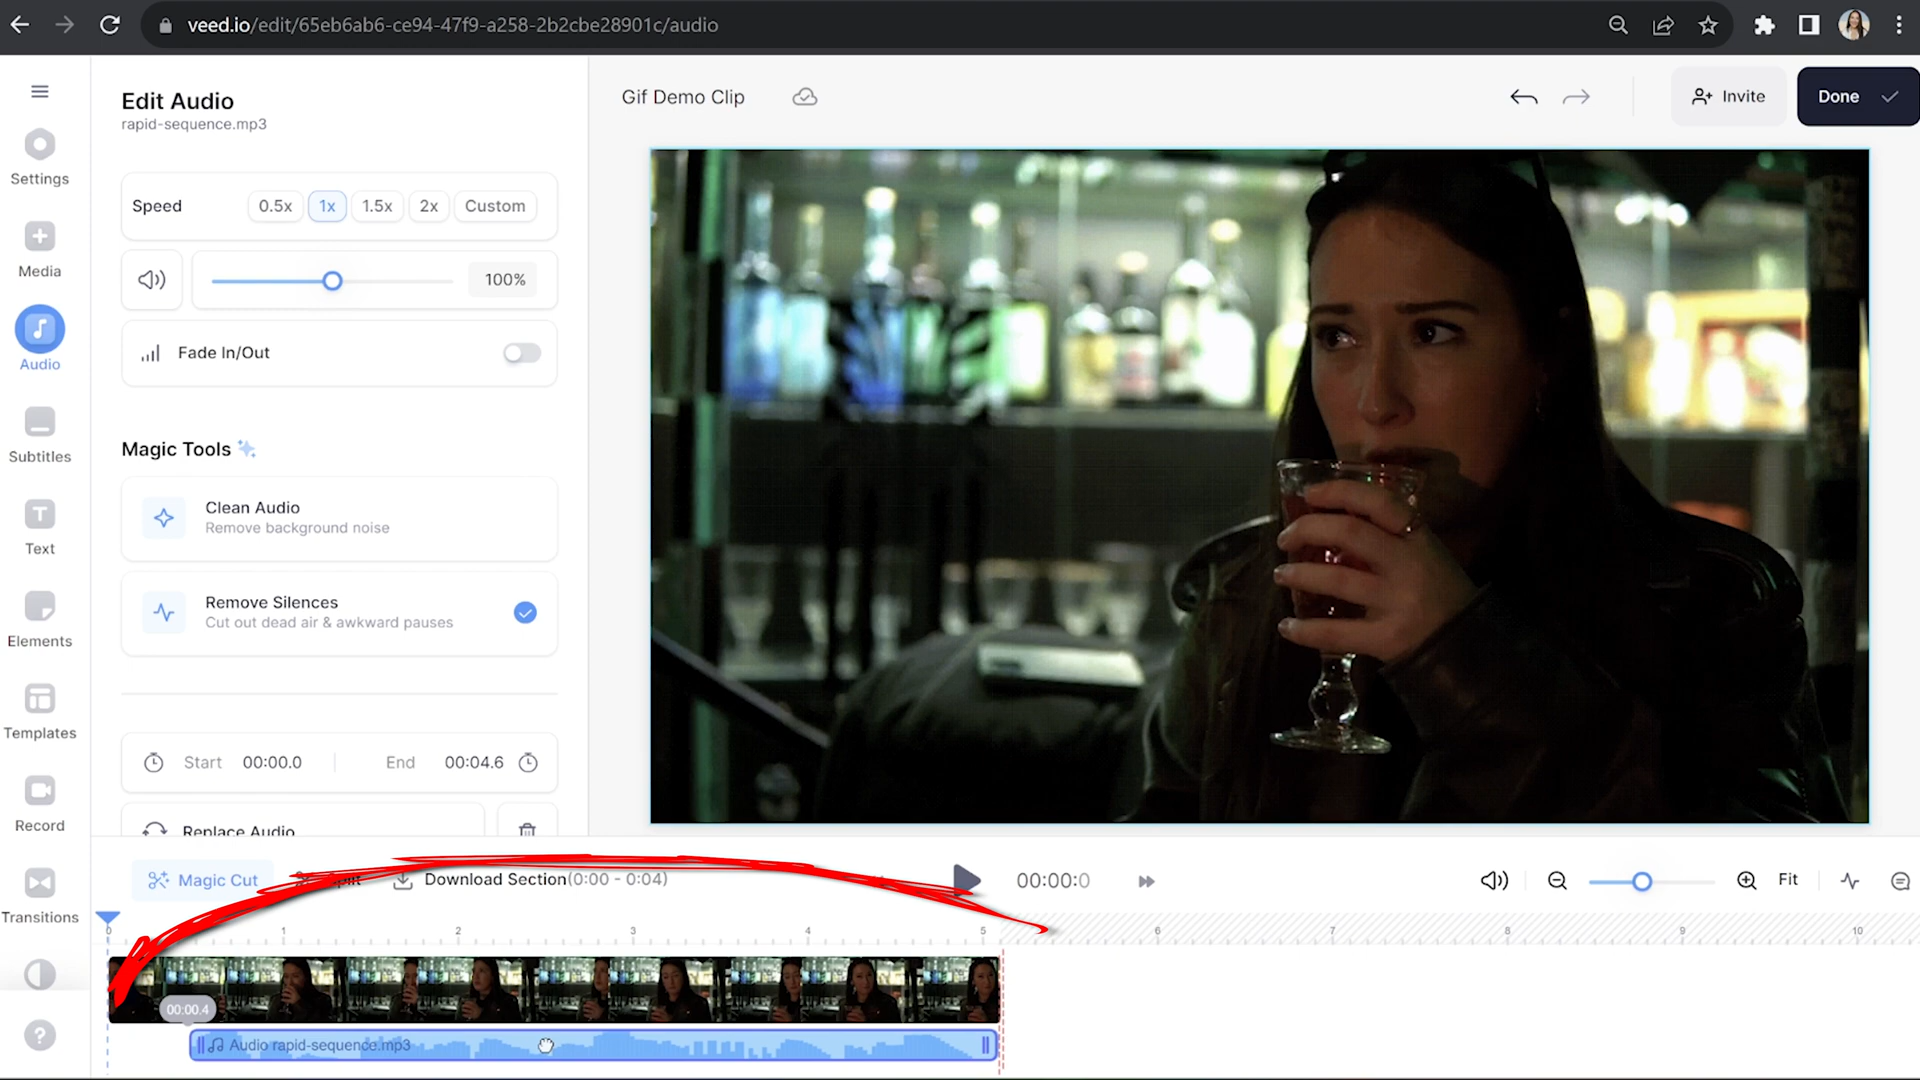 veed.io/edit/65eb6ab6-ce94-47f9-a258-2b2cbe28901c/audio
Settings
Media
Audio
Subtitles
Text
Elements
Templates
Record
Transitions
?
Edit Audio
rapid-sequence.mp3
Speed
0.5x
1x
1.5x
2x
Custom
100%
Fade In/Out
Magic Tools
Clean Audio
Remove background noise
Remove Silences
Cut out dead air & awkward pauses
Start 00:00.0
End 00:04.6
Replace Audio
Gif Demo Clip
Invite
Done
Magic Cut
Split
Download Section(0:00 - 0:04)
00:00:0
Fit
0 1 2 3 4 5 6 7 8 9 10
00:00.4
Audio rapid-sequence.mp3